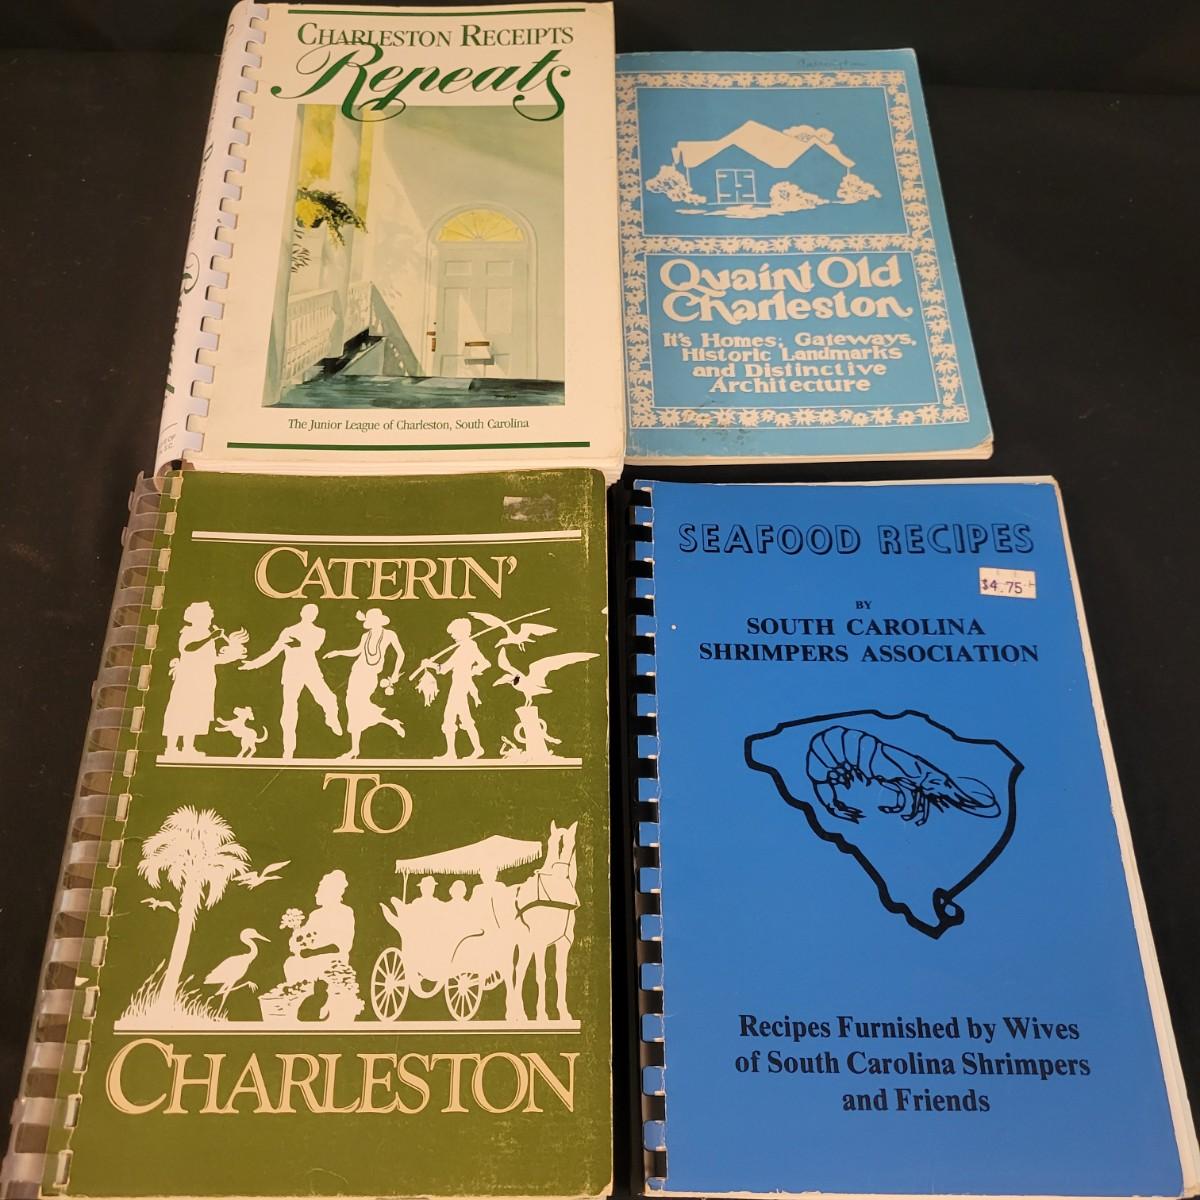 CHARLESTON RECEIPTS
Repeats
The Junior League of Charleston, South Carolina
Quaint Old
Charleston
It's Homes, Gateways,
Historic Landmarks
and Distinctive
Architecture
CATERIN'
TO
CHARLESTON
SEAFOOD RECIPES
$4.75
BY
SOUTH CAROLINA
SHRIMPERS ASSOCIATION
Recipes Furnished by Wives
of South Carolina Shrimpers
and Friends